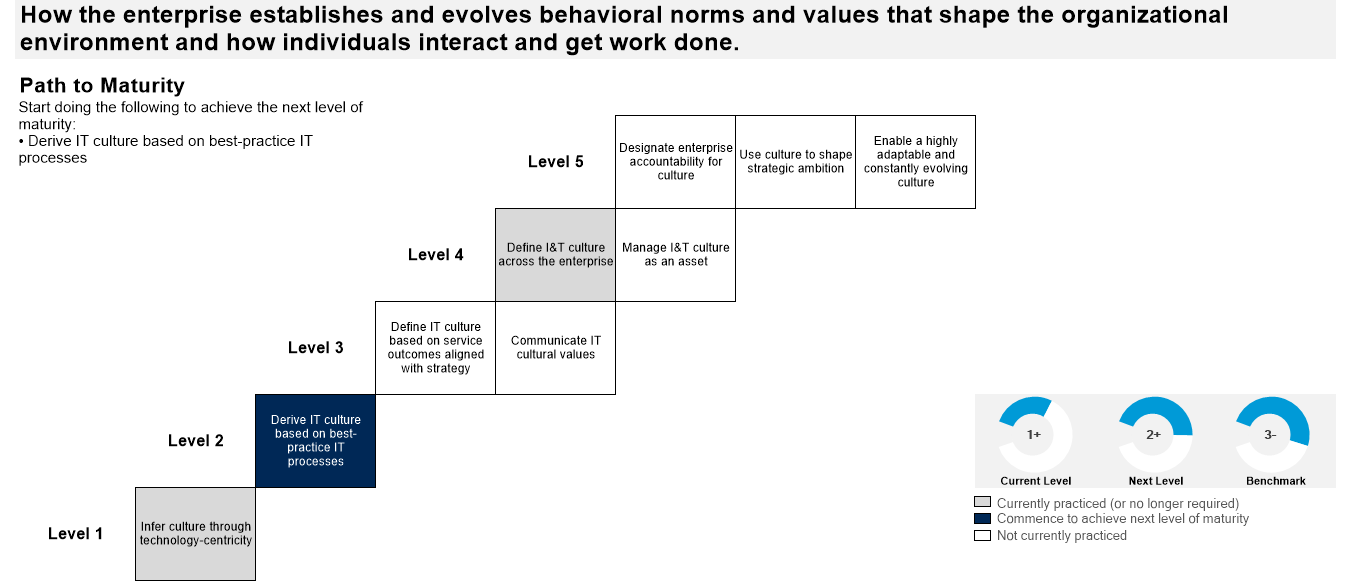 How the enterprise establishes and evolves behavioral norms and values that shape the organizational
environment and how individuals interact and get work done.
Path to Maturity
Start doing the following to achieve the next level of
maturity:
• Derive IT culture based on best-practice IT
processes
Level 5
Designate enterprise
accountability for
culture
Use culture to shape
strategic ambition
Enable a highly
adaptable and
constantly evolving
culture
Level 4
Define I&T culture
across the enterprise
Manage I&T culture
as an asset
Level 3
Define IT culture
based on service
outcomes aligned
with strategy
Communicate IT
cultural values
Level 2
Derive IT culture
based on best-
practice IT
processes
Level 1
Infer culture through
technology-centricity
1+
2+
3-
Current Level
Next Level
Benchmark
Currently practiced (or no longer required)
Commence to achieve next level of maturity
Not currently practiced